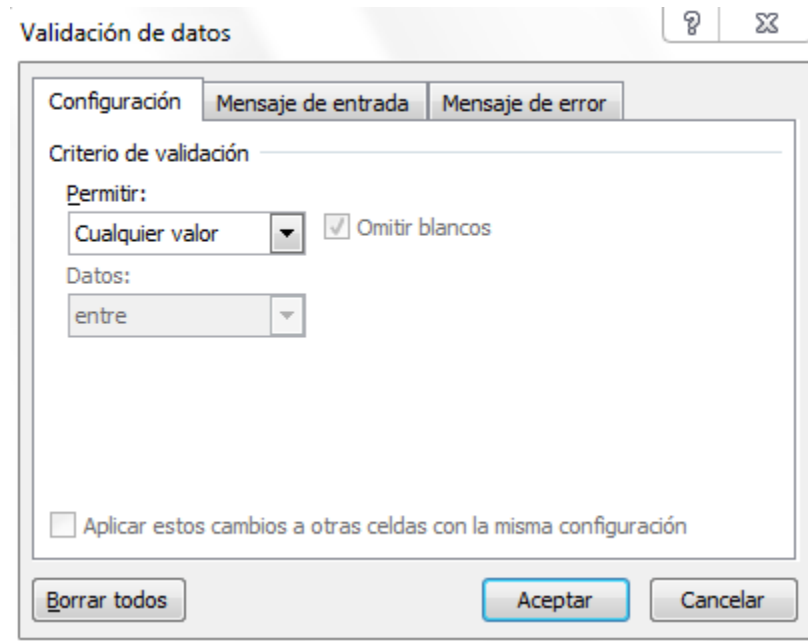 Validación de datos
Configuración Mensaje de entrada Mensaje de error
Criterio de validación
Permitir:
Cualquier valor Omitir blancos
Datos:
entre
Aplicar estos cambios a otras celdas con la misma configuración
Borrar todos Aceptar Cancelar